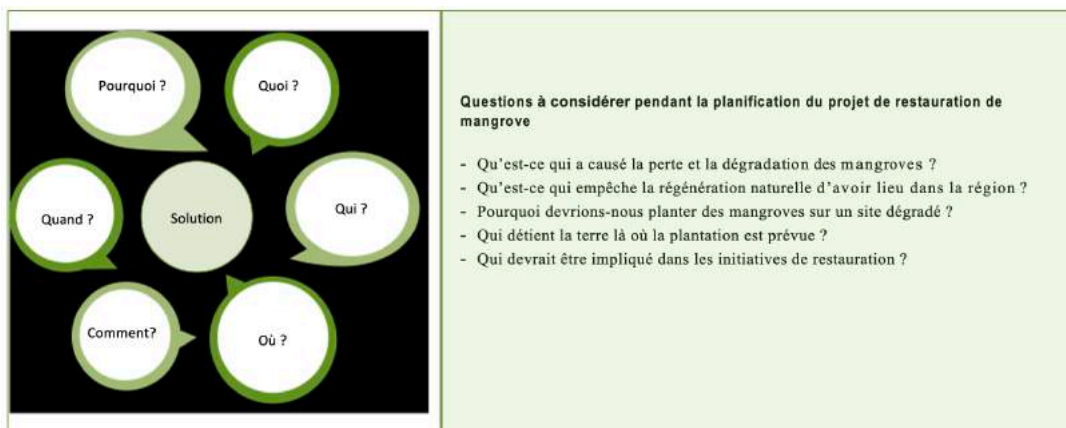 Pourquoi ?
Quoi ?
Quand ?
Solution
Qui ?
Comment?
Où ?
Questions à considérer pendant la planification du projet de restauration de
mangrove
- Qu’est-ce qui a causé la perte et la dégradation des mangroves ?
- Qu’est-ce qui empêche la régénération naturelle d’avoir lieu dans la région ?
- Pourquoi devrions-nous planter des mangroves sur un site dégradé ?
- Qui détient la terre là où la plantation est prévue ?
- Qui devrait être impliqué dans les initiatives de restauration ?